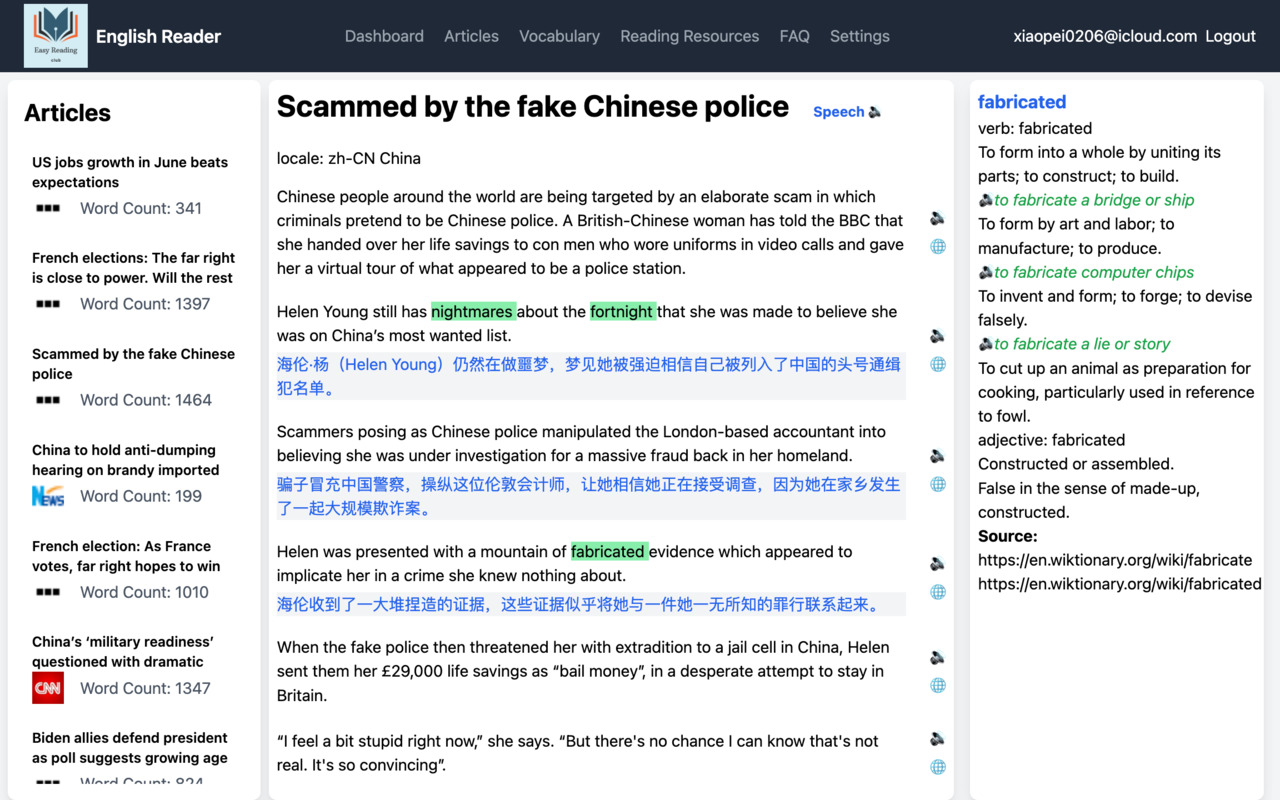 Easy Reading
club
English Reader
Dashboard Articles Vocabulary Reading Resources FAQ Settings
xiaopei0206@icloud.com Logout
Articles
US jobs growth in June beats
expectations
Word Count: 341
French elections: The far right
is close to power. Will the rest
Word Count: 1397
Scammed by the fake Chinese
police
Word Count: 1464
China to hold anti-dumping
hearing on brandy imported
NEWS Word Count: 199
French election: As France
votes, far right hopes to win
Word Count: 1010
China’s ‘military readiness’
questioned with dramatic
CNN Word Count: 1347
Biden allies defend president
as poll suggests growing age
Word Count: 824
Scammed by the fake Chinese police Speech
locale: zh-CN China
Chinese people around the world are being targeted by an elaborate scam in which
criminals pretend to be Chinese police. A British-Chinese woman has told the BBC that
she handed over her life savings to con men who wore uniforms in video calls and gave
her a virtual tour of what appeared to be a police station.
Helen Young still has nightmares about the fortnight that she was made to believe she
was on China’s most wanted list.
海伦·杨（Helen Young）仍然在做噩梦，梦见她被强迫相信自己被列入了中国的头号通缉
犯名单。
Scammers posing as Chinese police manipulated the London-based accountant into
believing she was under investigation for a massive fraud back in her homeland.
骗子冒充中国警察，操纵这位伦敦会计师，让她相信她正在接受调查，因为她在家乡发生
了一起大规模欺诈案。
Helen was presented with a mountain of fabricated evidence which appeared to
implicate her in a crime she knew nothing about.
海伦收到了一大堆捏造的证据，这些证据似乎将她与一件她一无所知的罪行联系起来。
When the fake police then threatened her with extradition to a jail cell in China, Helen
sent them her £29,000 life savings as “bail money”, in a desperate attempt to stay in
Britain.
“I feel a bit stupid right now,” she says. “But there's no chance I can know that's not
real. It's so convincing”.
fabricated
verb: fabricated
To form into a whole by uniting its
parts; to construct; to build.
to fabricate a bridge or ship
To form by art and labor; to
manufacture; to produce.
to fabricate computer chips
To invent and form; to forge; to devise
falsely.
to fabricate a lie or story
To cut up an animal as preparation for
cooking, particularly used in reference
to fowl.
adjective: fabricated
Constructed or assembled.
False in the sense of made-up,
constructed.
Source:
https://en.wiktionary.org/wiki/fabricate
https://en.wiktionary.org/wiki/fabricated